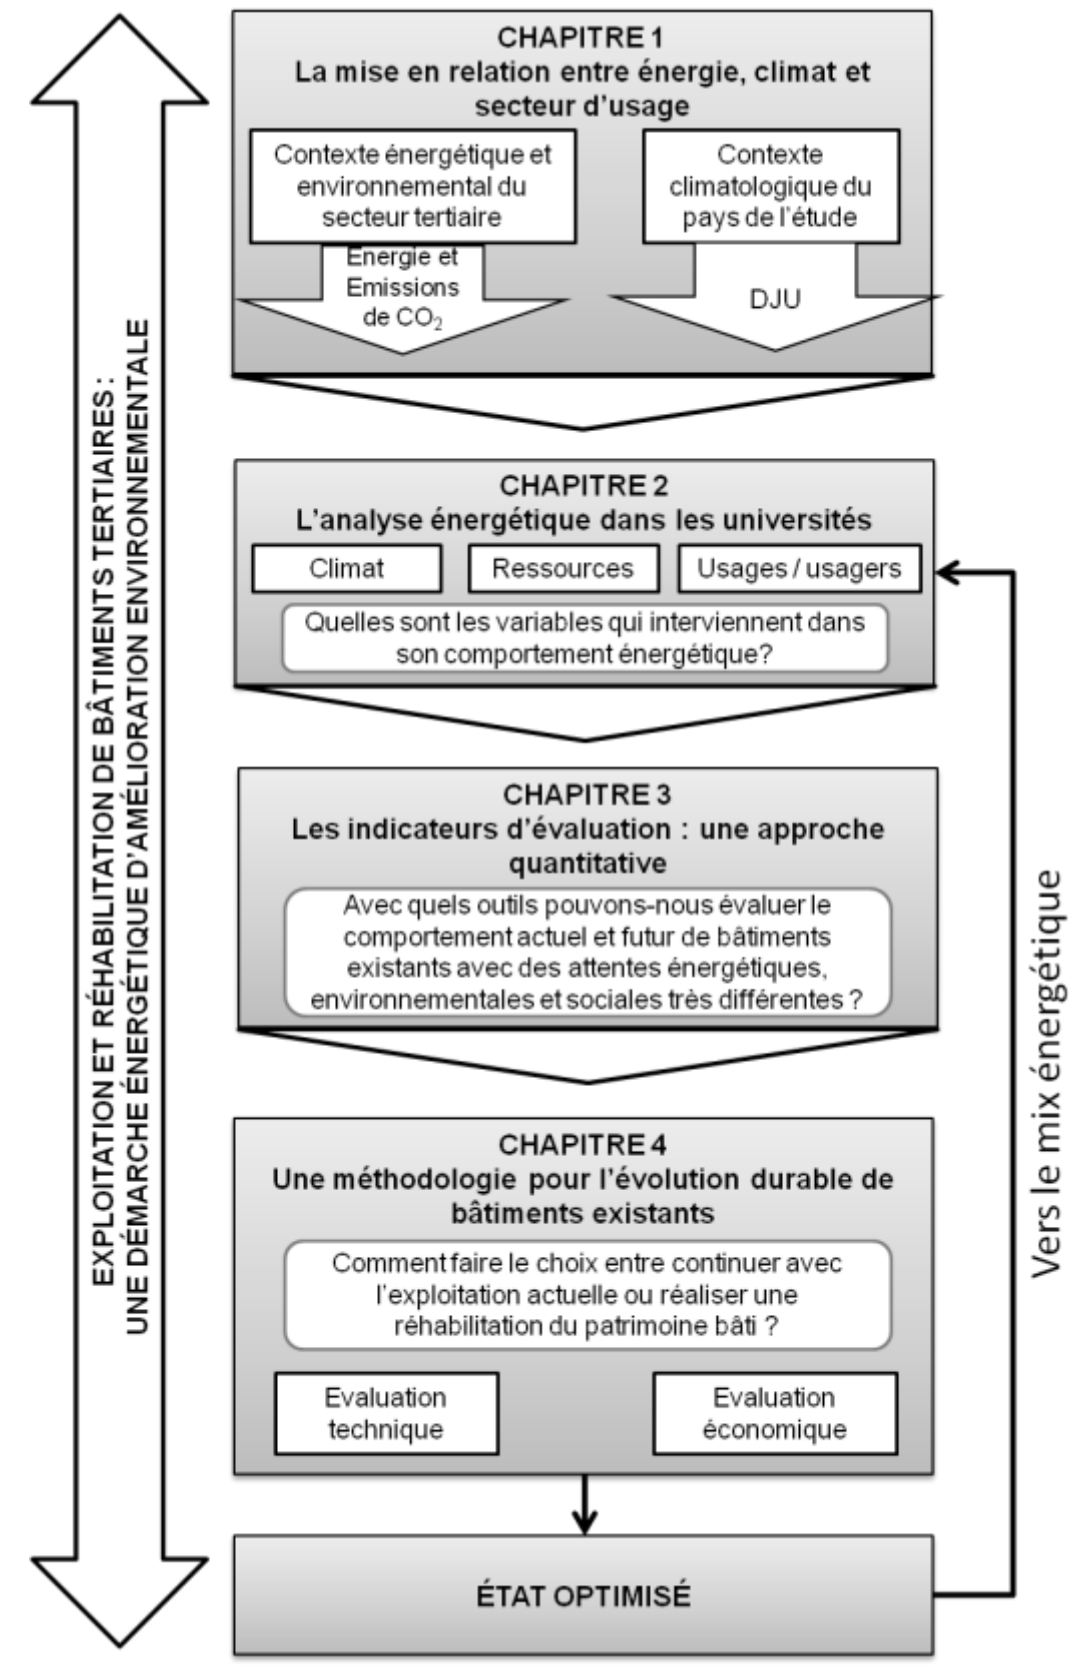 EXPLOITATION ET RÉHABILITATION DE BÂTIMENTS TERTIAIRES :
UNE DÉMARCHE ÉNERGÉTIQUE D'AMÉLIORATION ENVIRONNEMENTALE
CHAPITRE 1
La mise en relation entre énergie, climat et
secteur d'usage
Contexte énergétique et
environnemental du
secteur tertiaire
Energie et
Emissions
de CO₂
Contexte
climatologique du
pays de l'étude
DJU
CHAPITRE 2
L'analyse énergétique dans les universités
Climat
Ressources
Usages / usagers
Quelles sont les variables qui interviennent dans
son comportement énergétique?
CHAPITRE 3
Les indicateurs d'évaluation : une approche
quantitative
Avec quels outils pouvons-nous évaluer le
comportement actuel et futur de bâtiments
existants avec des attentes énergétiques,
environnementales et sociales très différentes ?
CHAPITRE 4
Une méthodologie pour l'évolution durable de
bâtiments existants
Comment faire le choix entre continuer avec
l'exploitation actuelle ou réaliser une
réhabilitation du patrimoine bâti ?
Evaluation
technique
Evaluation
économique
ÉTAT OPTIMISÉ
Vers le mix énergétique